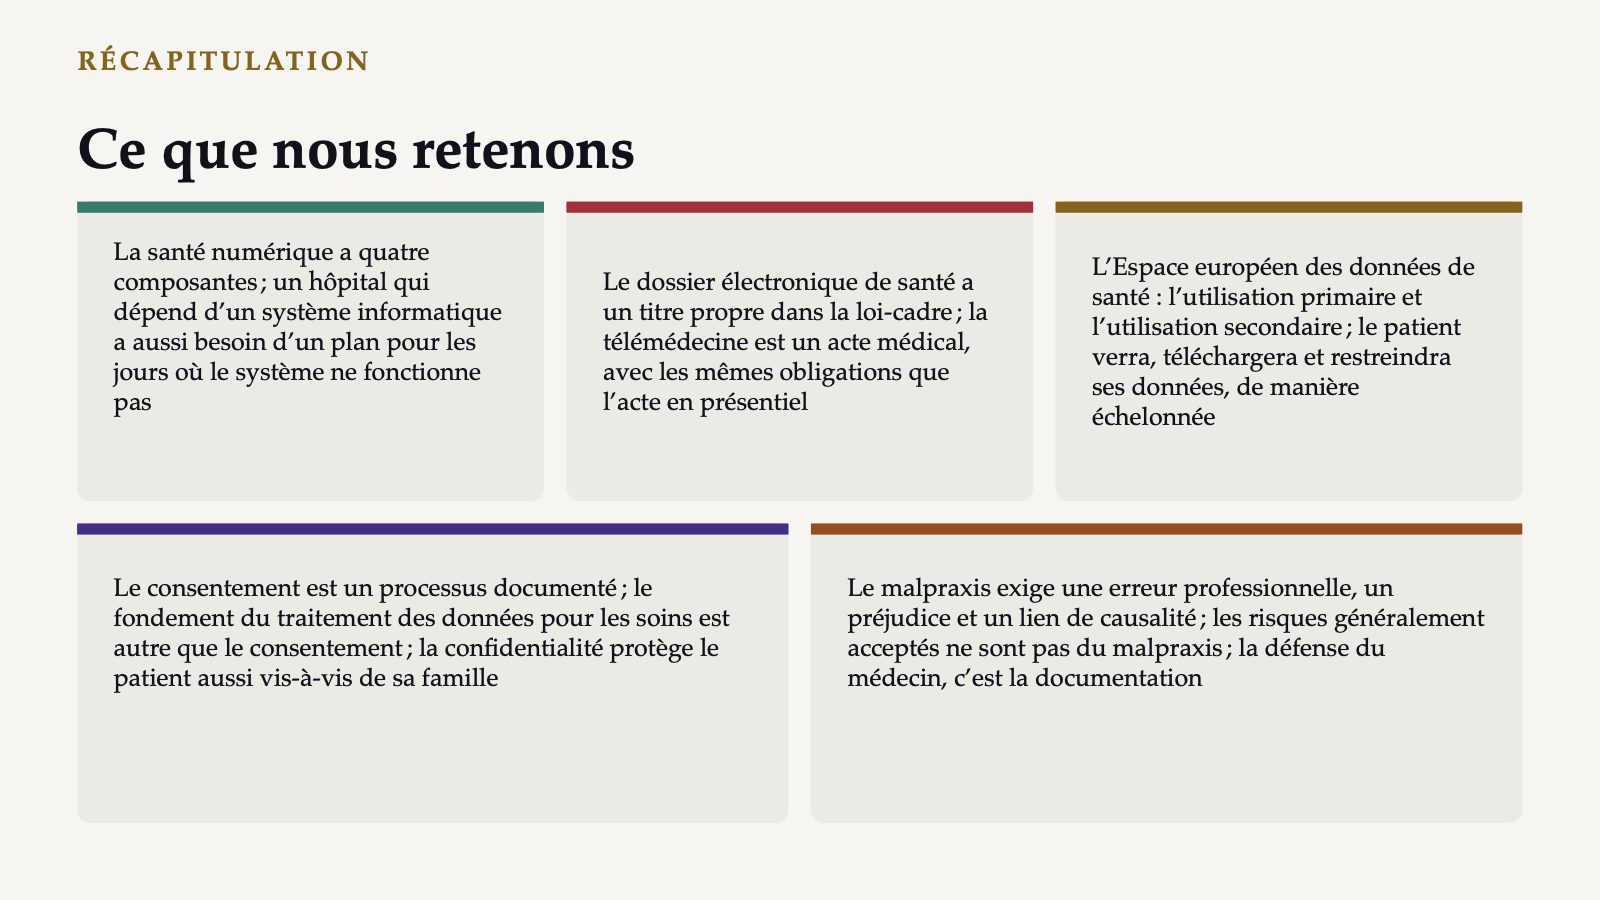 RÉCAPITULATION
Ce que nous retenons
La santé numérique a quatre
composantes ; un hôpital qui
dépend d’un système informatique
a aussi besoin d’un plan pour les
jours où le système ne fonctionne
pas
Le dossier électronique de santé a
un titre propre dans la loi-cadre ; la
télémédecine est un acte médical,
avec les mêmes obligations que
l’acte en présentiel
L’Espace européen des données de
santé : l’utilisation primaire et
l’utilisation secondaire ; le patient
verra, téléchargera et restreindra
ses données, de manière
échelonnée
Le consentement est un processus documenté ; le
fondement du traitement des données pour les soins est
autre que le consentement ; la confidentialité protège le
patient aussi vis-à-vis de sa famille
Le malpraxis exige une erreur professionnelle, un
préjudice et un lien de causalité ; les risques généralement
acceptés ne sont pas du malpraxis ; la défense du
médecin, c’est la documentation